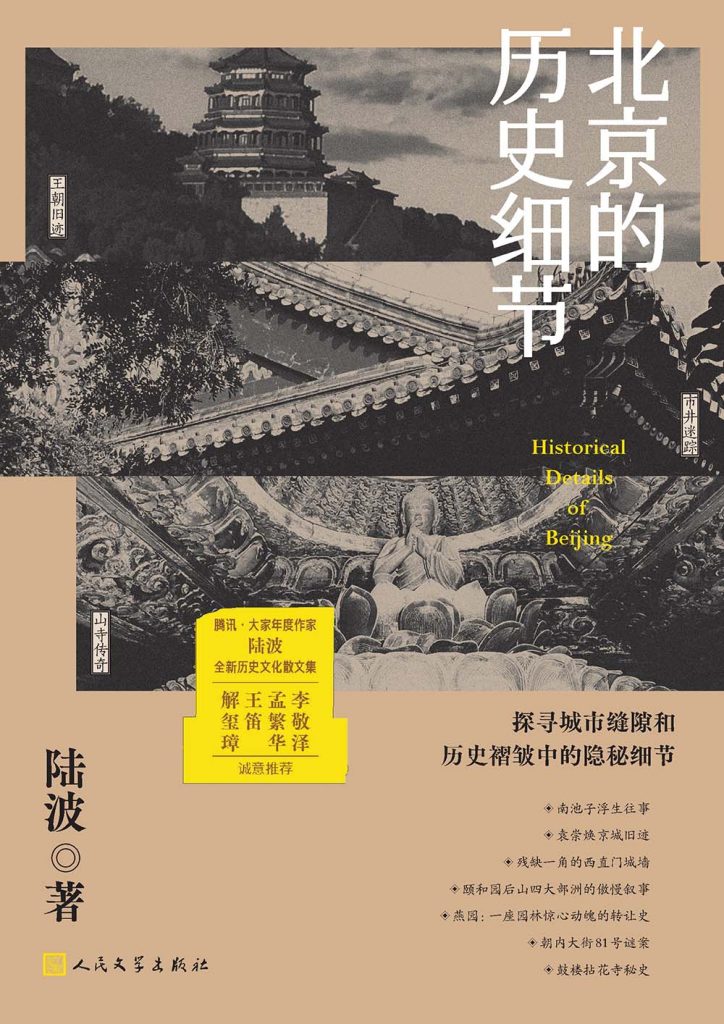 北京的
历史细节
王朝旧迹
市井迷踪
Historical
Details
of
Beijing
山寺传奇
腾讯·大家年度作家
陆波
全新历史文化散文集
李敬泽
孟繁华
王笛
解玺璋
诚意推荐
探寻城市缝隙和
历史褶皱中的隐秘细节
陆波◎著
◈南池子浮生往事
◈袁崇焕京城旧迹
◈残缺一角的西直门城墙
◈颐和园后山四大部洲的傲慢叙事
◈燕园：一座园林惊心动魄的转让史
◈朝内大街81号谜案
◈鼓楼拈花寺秘史
人民文学出版社